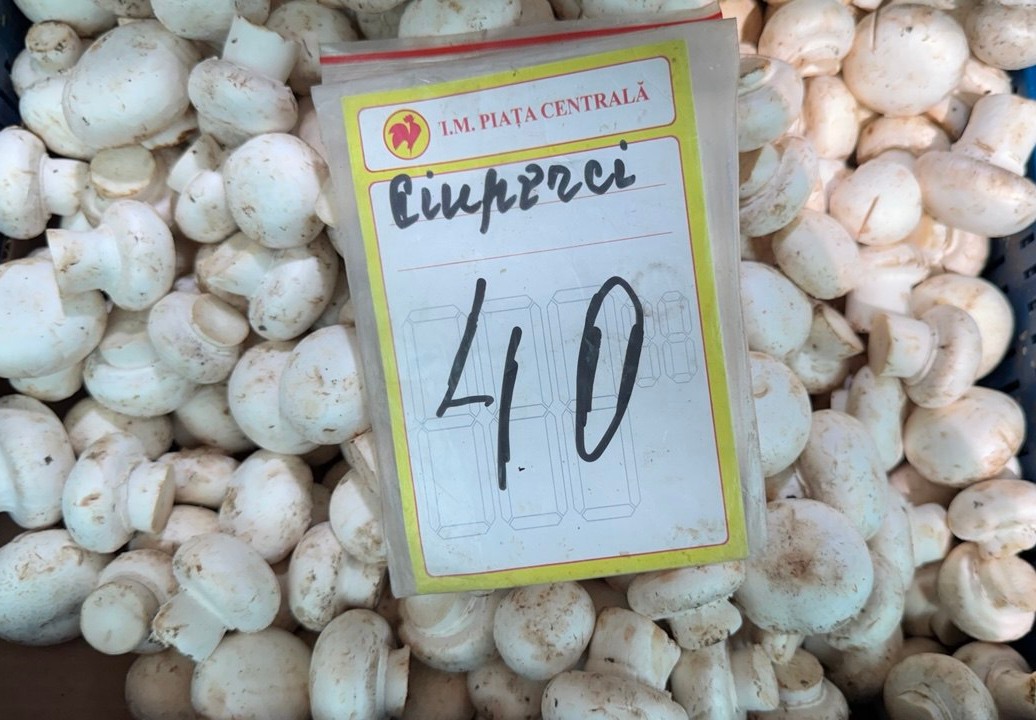 Î.M. PIAȚA CENTRALĂ
Ciuperci
40